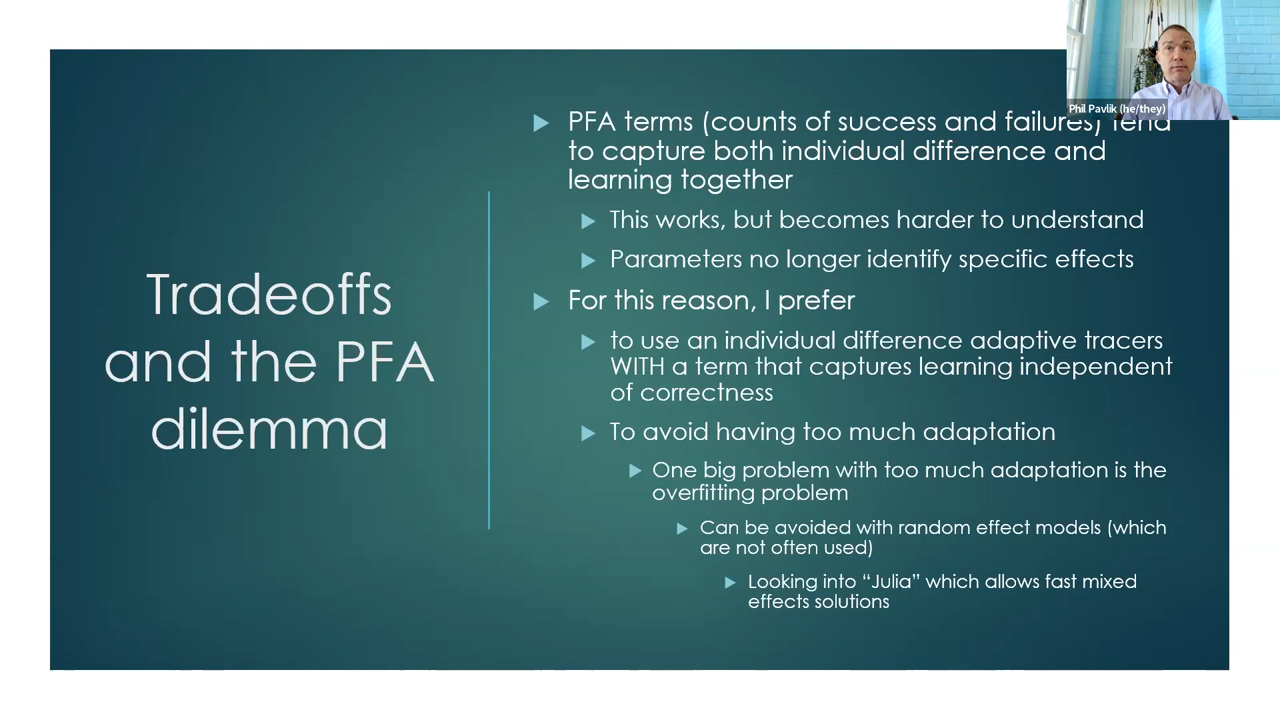 Phil Pavlik (he/they)
Tradeoffs
and the PFA
dilemma
PFA terms (counts of success and failures) tend
to capture both individual difference and
learning together
This works, but becomes harder to understand
Parameters no longer identify specific effects
For this reason, I prefer
to use an individual difference adaptive tracers
WITH a term that captures learning independent
of correctness
To avoid having too much adaptation
One big problem with too much adaptation is the
overfitting problem
Can be avoided with random effect models (which
are not often used)
Looking into “Julia” which allows fast mixed
effects solutions